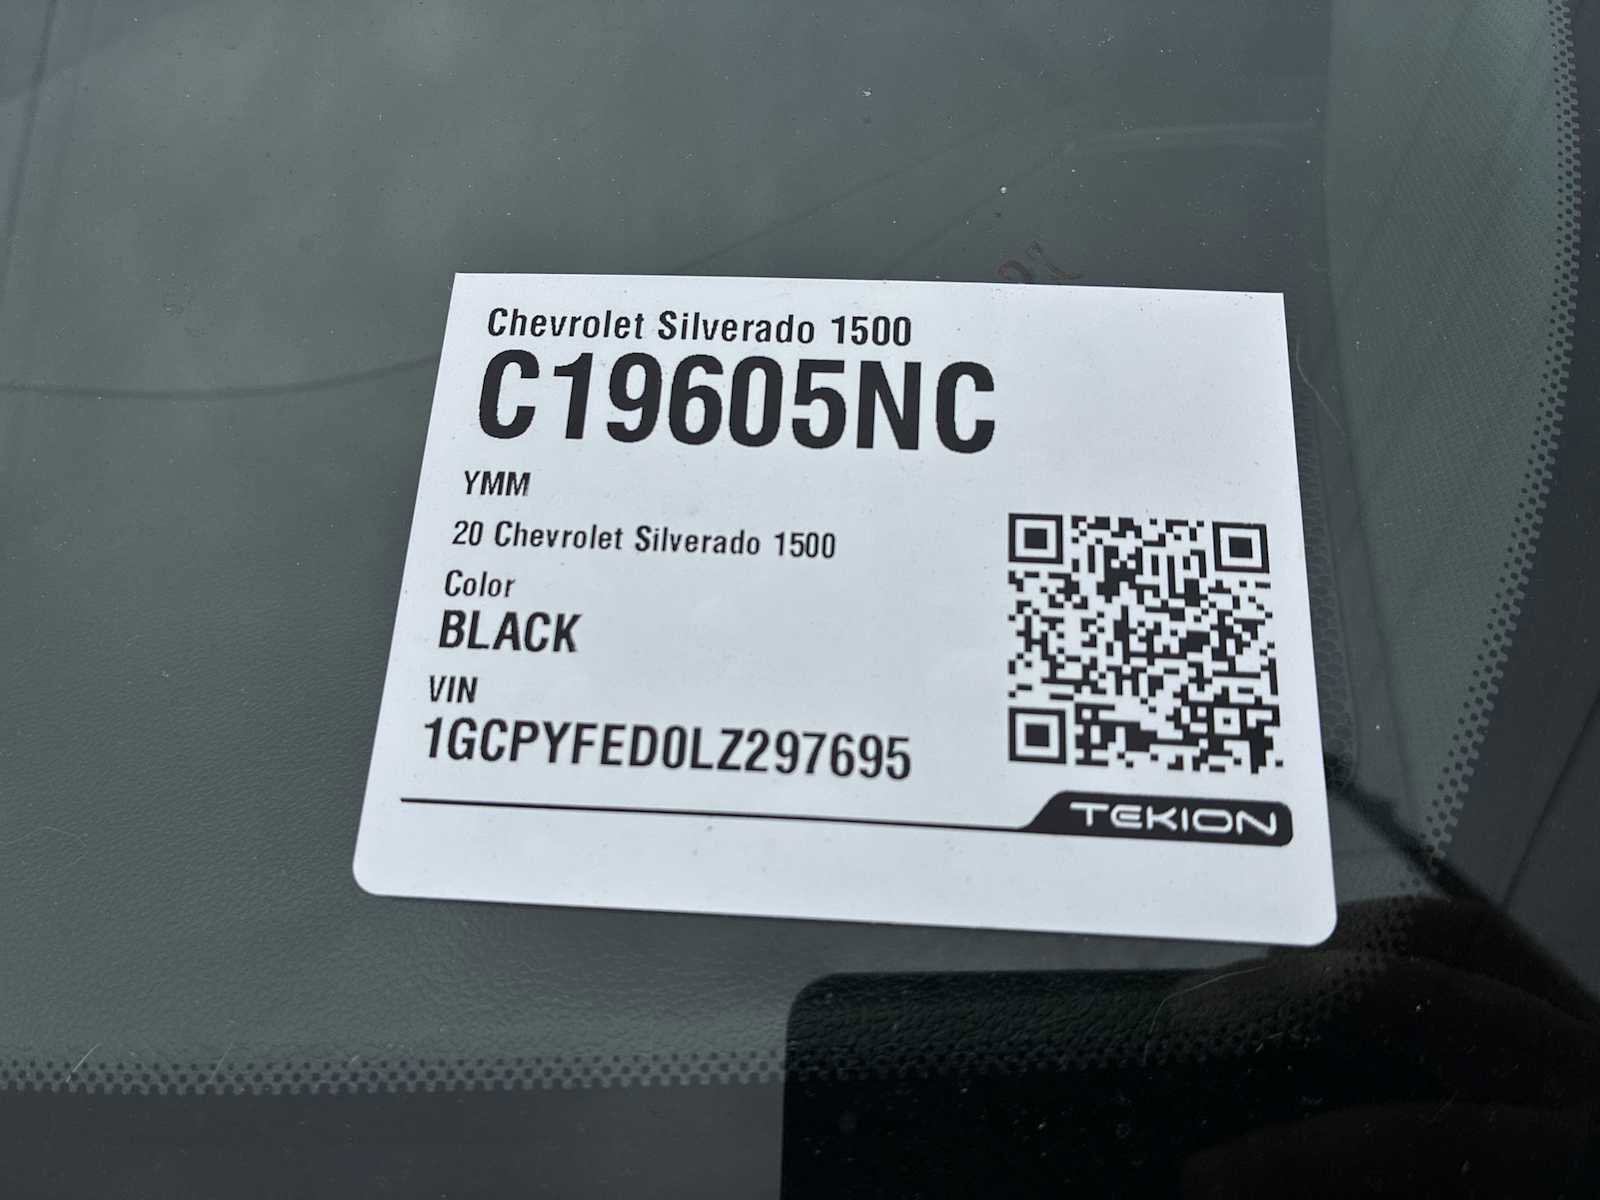 Chevrolet Silverado 1500
C19605NC
YMM
20 Chevrolet Silverado 1500
Color
BLACK
VIN
1GCPYFED0LZ297695
TEKION